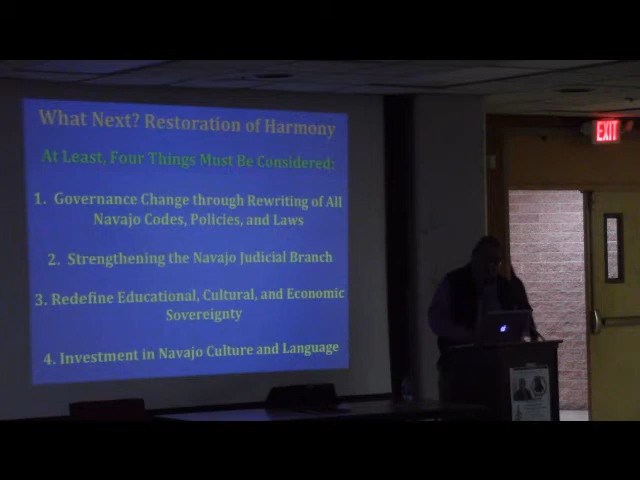 What Next? Restoration of Harmony
At Least, Four Things Must Be Considered:
1. Governance Change through Rewriting of All
Navajo Codes, Policies, and Laws
2. Strengthening the Navajo Judicial Branch
3. Redefine Educational, Cultural, and Economic
Sovereignty
4. Investment in Navajo Culture and Language
EXIT